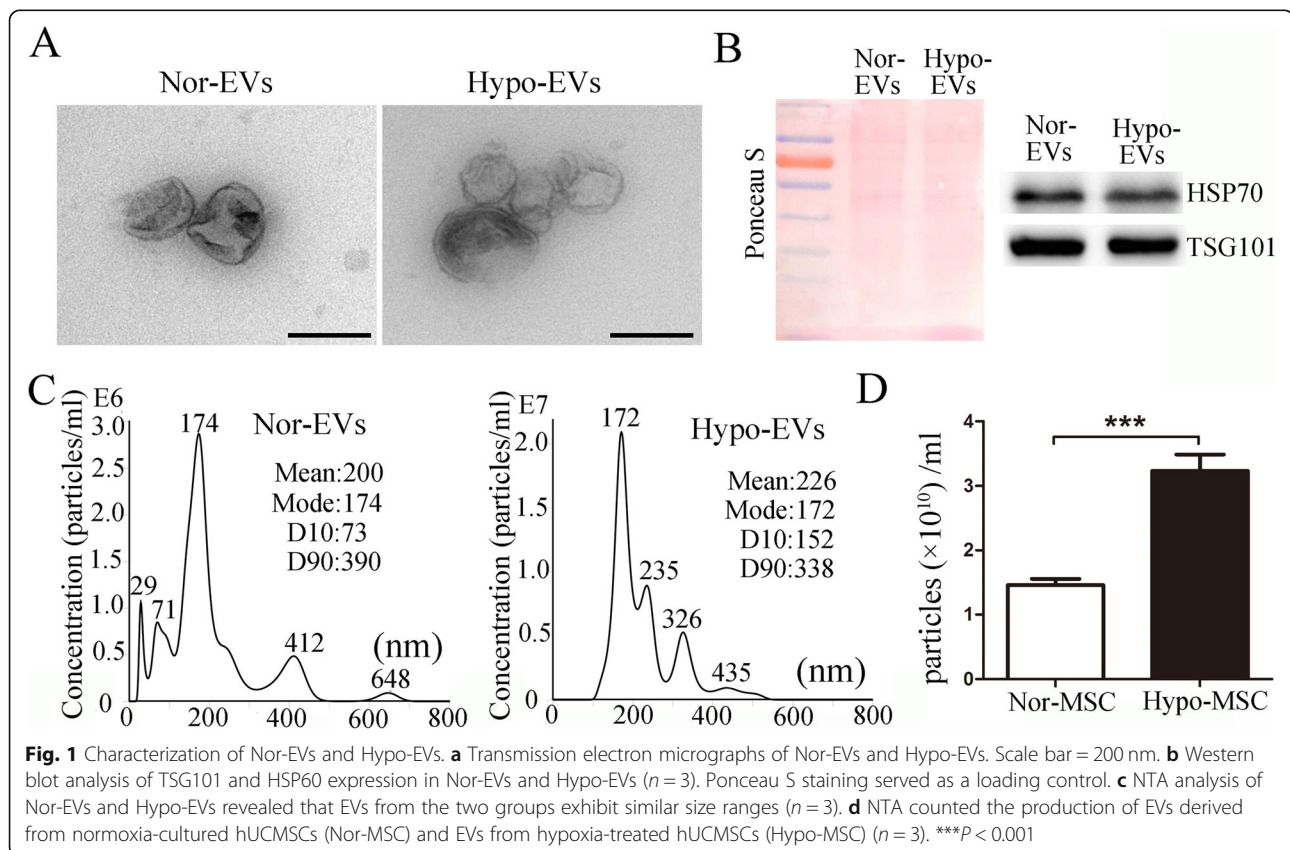 A
Nor-EVs
Hypo-EVs
B
Nor-
EVs
Hypo-
EVs
Ponceau S
Nor-
EVs
Hypo-
EVs
HSP70
TSG101
C
Concentration (particles/ml)
E6
3.0
2.5
2.0
1.5
1.0
0.5
0
29
71
174
412
648
Nor-EVs
Mean:200
Mode:174
D10:73
D90:390
(nm)
0
200
400
600
800
Concentration (particles/ml)
E7
2.0
1.5
1.0
0.5
0
172
235
326
435
Hypo-EVs
Mean:226
Mode:172
D10:152
D90:338
(nm)
0
200
400
600
800
D
particles (×10¹⁰) /ml
4
3
2
1
0
***
Nor-MSC
Hypo-MSC
Fig. 1 Characterization of Nor-EVs and Hypo-EVs. a Transmission electron micrographs of Nor-EVs and Hypo-EVs. Scale bar = 200 nm. b Western
blot analysis of TSG101 and HSP60 expression in Nor-EVs and Hypo-EVs (n = 3). Ponceau S staining served as a loading control. c NTA analysis of
Nor-EVs and Hypo-EVs revealed that EVs from the two groups exhibit similar size ranges (n = 3). d NTA counted the production of EVs derived
from normoxia-cultured hUCMSCs (Nor-MSC) and EVs from hypoxia-treated hUCMSCs (Hypo-MSC) (n = 3). ***P < 0.001